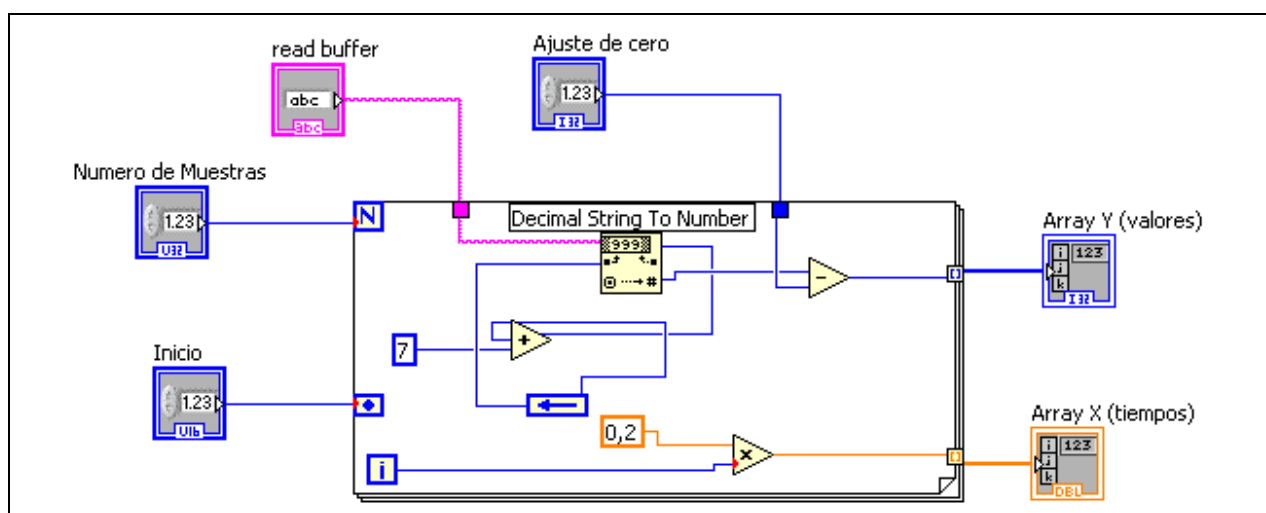 read buffer
abc
abc
Ajuste de cero
1.23
I32
Numero de Muestras
1.23
U32
N
Decimal String To Number
999
#
-
Array Y (valores)
i
j
k
123
I32
7
+
Inicio
1.23
U16
0,2
x
i
Array X (tiempos)
i
j
k
123
DBL